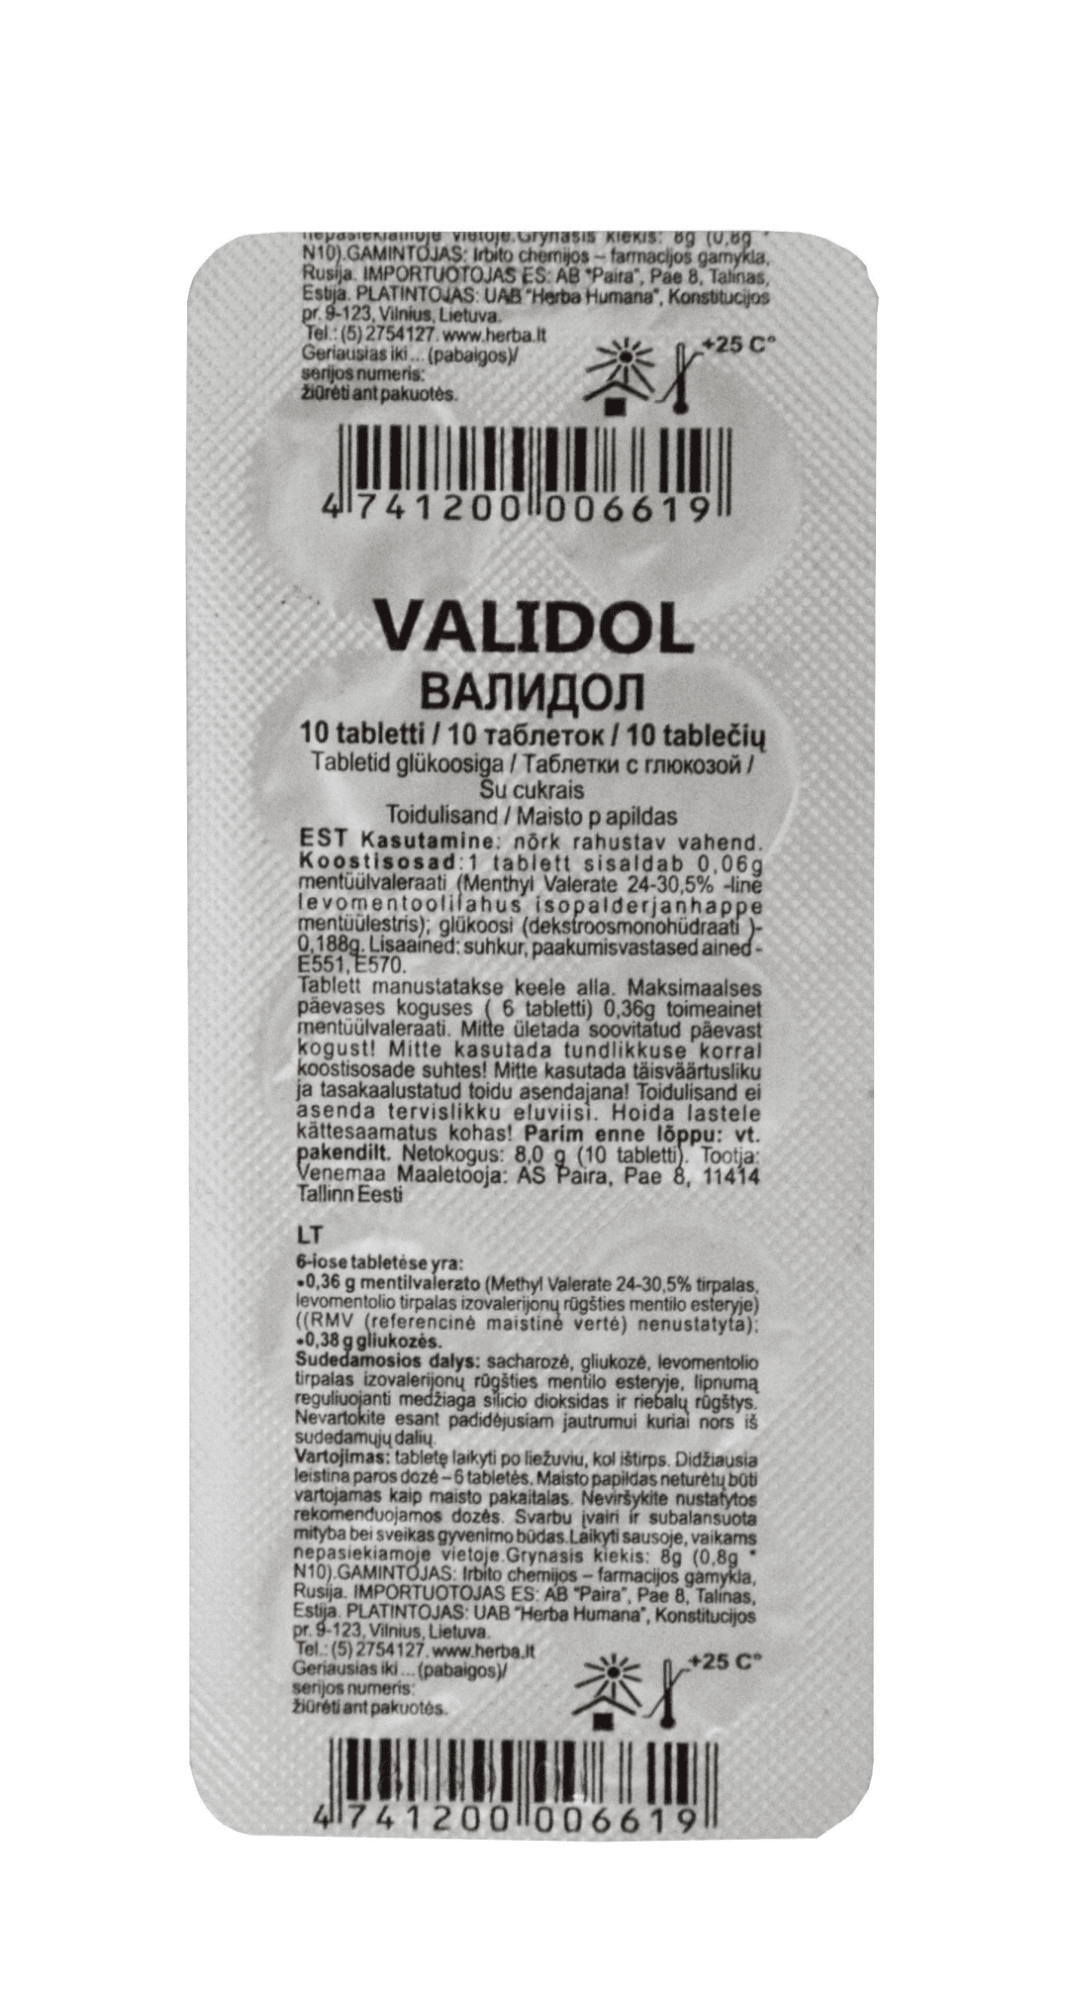 nepasiekiamoje vietoje.Grynasis kiekis: 8g (0,8g *
N10).GAMINTOJAS: Irbito chemijos – farmacijos gamykla,
Rusija. IMPORTUOTOJAS ES: AB "Paira", Pae 8, Talinas,
Estija. PLATINTOJAS: UAB "Herba Humana", Konstitucijos
pr. 9-123, Vilnius, Lietuva.
Tel.: (5) 2754127. www.herba.lt
Geriausias iki ... (pabaigos)/
serijos numeris:
žiūrėti ant pakuotės.
+25 C°
4 741200 006619
VALIDOL
ВАЛИДОЛ
10 tabletti / 10 таблеток / 10 tablečių
Tabletid glükoosiga / Таблетки с глюкозой /
Su cukrais
Toidulisand / Maisto p apildas
EST Kasutamine: nõrk rahustav vahend.
Koostisosad:1 tablett sisaldab 0,06g
mentüülvaleraati (Menthyl Valerate 24-30,5% -line
levomentoolilahus isopalderjanhappe
mentüülestris); glükoosi (dekstroosmonohüdraati )-
0,188g. Lisaained: suhkur, paakumisvastased ained -
E551, E570.
Tablett manustatakse keele alla. Maksimaalses
päevases koguses ( 6 tabletti) 0,36g toimeainet
mentüülvaleraati. Mitte ületada soovitatud päevast
kogust! Mitte kasutada tundlikkuse korral
koostisosade suhtes! Mitte kasutada täisväärtusliku
ja tasakaalustatud toidu asendajana! Toidulisand ei
asenda tervislikku eluviisi. Hoida lastele
kättesaamatus kohas! Parim enne lõppu: vt.
pakendilt. Netokogus: 8,0 g (10 tabletti). Tootja:
Venemaa Maaletooja: AS Paira, Pae 8, 11414
Tallinn Eesti
LT
6-iose tabletėse yra:
•0,36 g mentilvalerato (Methyl Valerate 24-30,5% tirpalas,
levomentolio tirpalas izovalerijonų rūgšties mentilo esteryje)
((RMV (referencinė maistinė vertė) nenustatyta);
•0,38 g gliukozės.
Sudedamosios dalys: sacharozė, gliukozė, levomentolio
tirpalas izovalerijonų rūgšties mentilo esteryje, lipnumą
reguliuojanti medžiaga silicio dioksidas ir riebalų rūgštys.
Nevartokite esant padidėjusiam jautrumui kuriai nors iš
sudedamųjų dalių.
Vartojimas: tabletę laikyti po liežuviu, kol ištirps. Didžiausia
leistina paros dozė – 6 tabletės. Maisto papildas neturėtų būti
vartojamas kaip maisto pakaitalas. Neviršykite nustatytos
rekomenduojamos dozės. Svarbu įvairi ir subalansuota
mityba bei sveikas gyvenimo būdas.Laikyti sausoje, vaikams
nepasiekiamoje vietoje.Grynasis kiekis: 8g (0,8g *
N10).GAMINTOJAS: Irbito chemijos – farmacijos gamykla,
Rusija. IMPORTUOTOJAS ES: AB "Paira", Pae 8, Talinas,
Estija. PLATINTOJAS: UAB "Herba Humana", Konstitucijos
pr. 9-123, Vilnius, Lietuva.
Tel.: (5) 2754127. www.herba.lt
Geriausias iki ... (pabaigos)/
serijos numeris:
žiūrėti ant pakuotės.
+25 C°
4 741200 006619